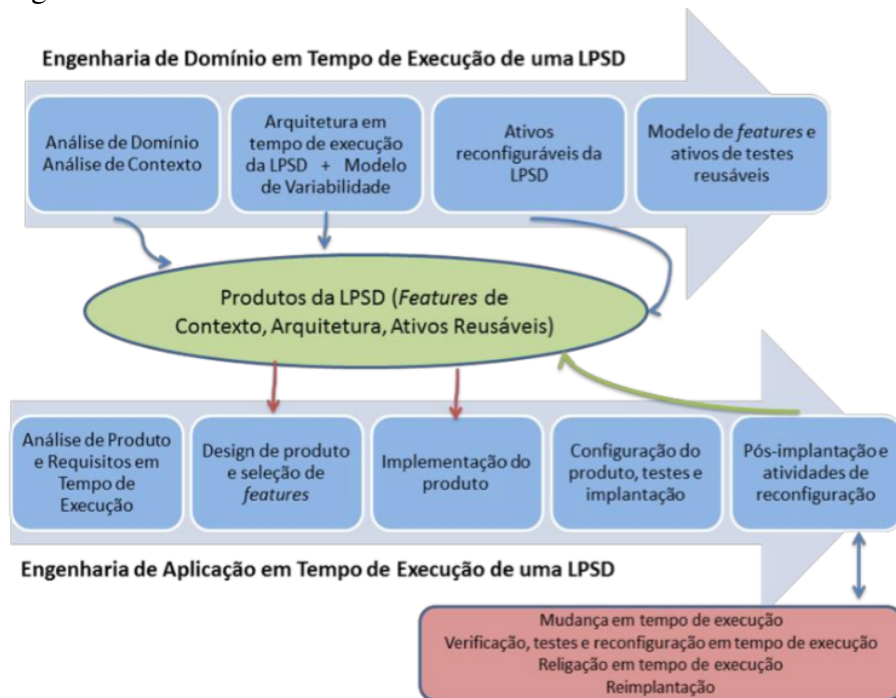 Engenharia de Domínio em Tempo de Execução de uma LPSD
Análise de Domínio
Análise de Contexto
Arquitetura em
tempo de execução
da LPSD + Modelo
de Variabilidade
Ativos
reconfiguráveis da
LPSD
Modelo de features e
ativos de testes
reusáveis
Produtos da LPSD (Features de
Contexto, Arquitetura, Ativos Reusáveis)
Análise de Produto
e Requisitos em
Tempo de
Execução
Design de produto
e seleção de
features
Implementação do
produto
Configuração do
produto, testes e
implantação
Pós-implantação e
atividades de
reconfiguração
Engenharia de Aplicação em Tempo de Execução de uma LPSD
Mudança em tempo de execução
Verificação, testes e reconfiguração em tempo de execução
Religação em tempo de execução
Reimplantação